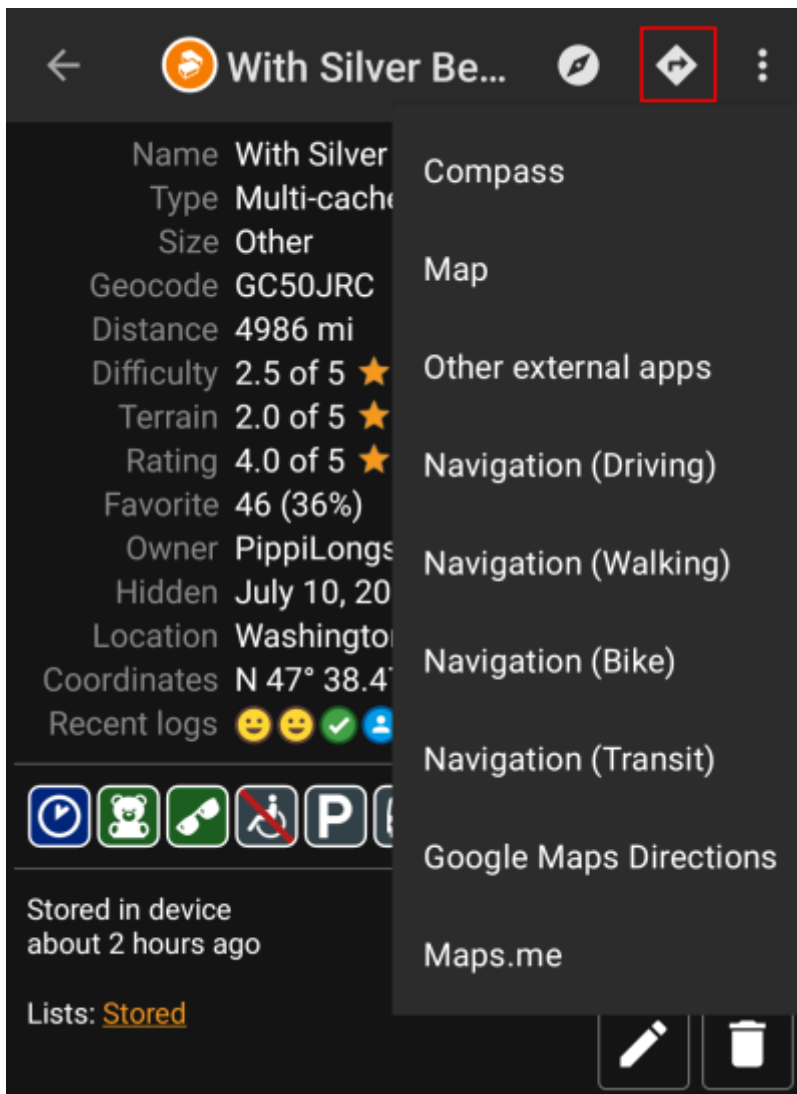 With Silver Be...
Name With Silver
Type Multi-cache
Size Other
Geocode GC50JRC
Distance 4986 mi
Difficulty 2.5 of 5
Terrain 2.0 of 5
Rating 4.0 of 5
Favorite 46 (36%)
Owner PippiLongs
Hidden July 10, 20
Location Washington
Coordinates N 47° 38.47
Recent logs
P
Stored in device
about 2 hours ago
Lists: Stored
Compass
Map
Other external apps
Navigation (Driving)
Navigation (Walking)
Navigation (Bike)
Navigation (Transit)
Google Maps Directions
Maps.me